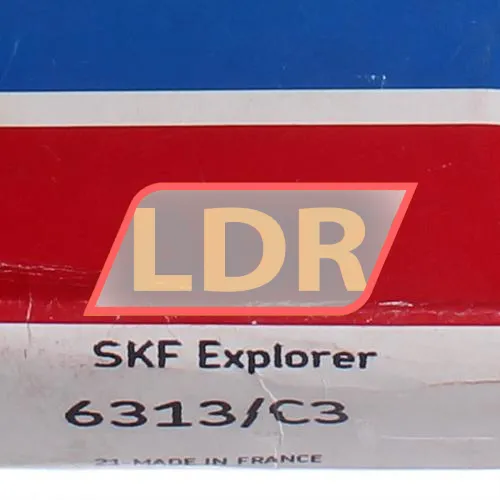 LDR
SKF Explorer
6313/C3
21-MADE IN FRANCE